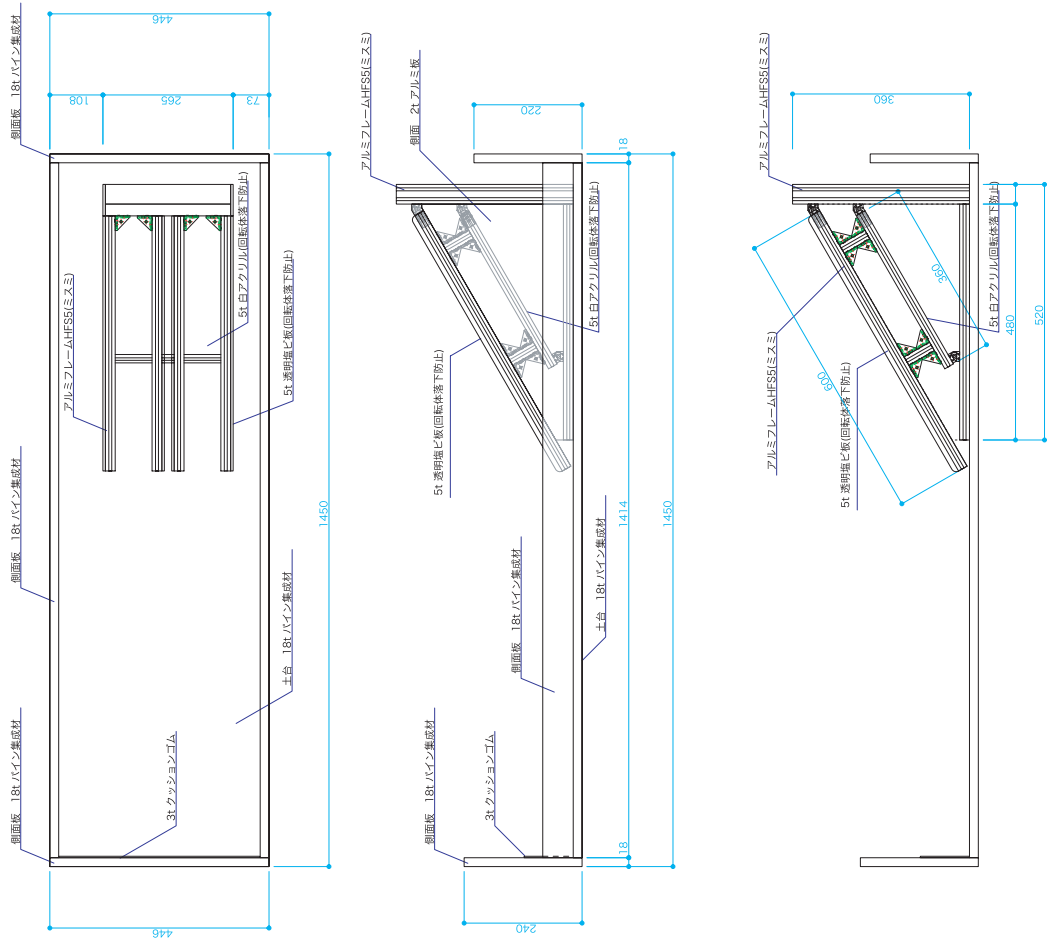 側面板　18t パイン集成材
446
108
265
73
5t 白アクリル(回転体落下防止)
5t 透明塩ビ板(回転体落下防止)
アルミフレームHFS5(ミスミ)
側面板　18t パイン集成材
1450
土台　18t パイン集成材
側面板　18t パイン集成材
3t クッションゴム
446
アルミフレームHFS5(ミスミ)
側面　2t アルミ板
220
18
5t 白アクリル(回転体落下防止)
5t 透明塩ビ板(回転体落下防止)
1414
1450
側面板　18t パイン集成材
土台　18t パイン集成材
側面板　18t パイン集成材
3t クッションゴム
18
240
アルミフレームHFS5(ミスミ)
360
5t 白アクリル(回転体落下防止)
360
480
520
アルミフレームHFS5(ミスミ)
600
5t 透明塩ビ板(回転体落下防止)